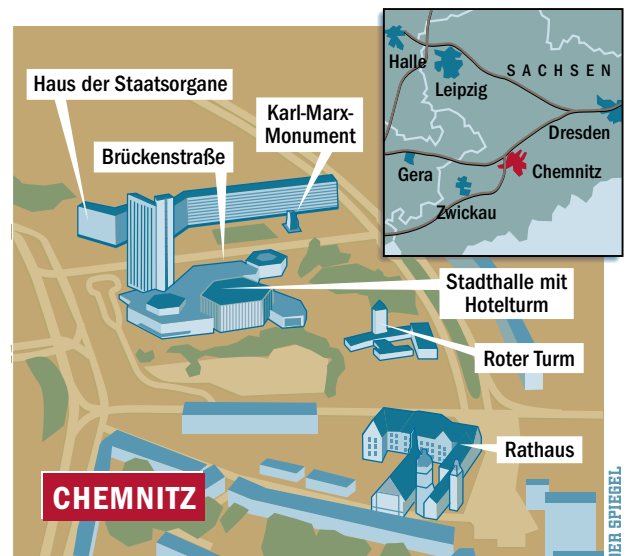 Haus der Staatsorgane
Karl-Marx-
Monument
Brückenstraße
Stadthalle mit
Hotelturm
Roter Turm
Rathaus
CHEMNITZ
Halle
Leipzig
SACHSEN
Dresden
Gera
Chemnitz
Zwickau
DER SPIEGEL